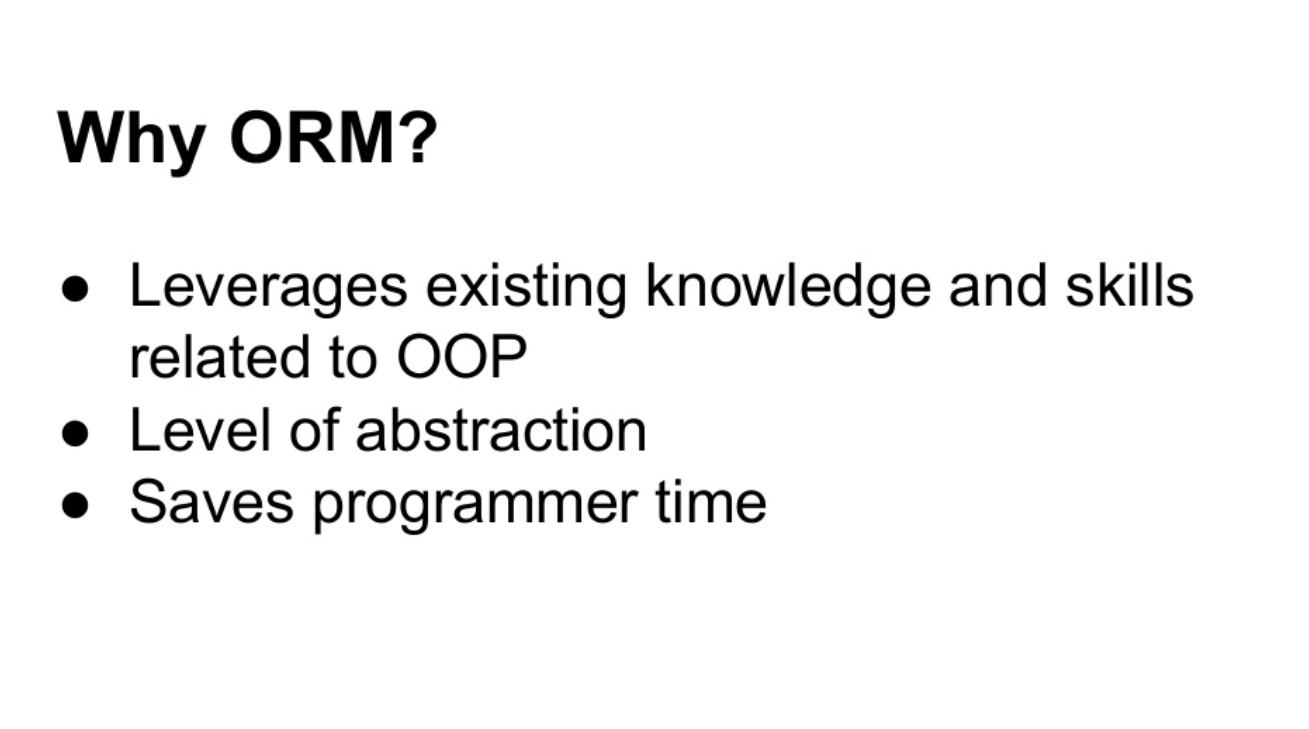 Why ORM?
● Leverages existing knowledge and skills
related to OOP
● Level of abstraction
● Saves programmer time